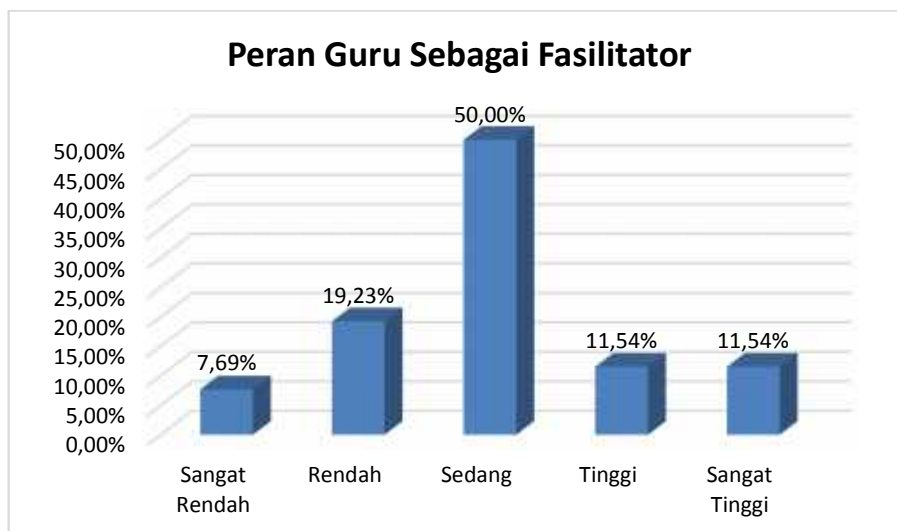 Peran Guru Sebagai Fasilitator
50,00%
50,00%
45,00%
40,00%
35,00%
30,00%
25,00%
20,00%
15,00%
10,00%
5,00%
0,00%
7,69%
19,23%
11,54%
11,54%
Sangat
Rendah
Rendah
Sedang
Tinggi
Sangat
Tinggi